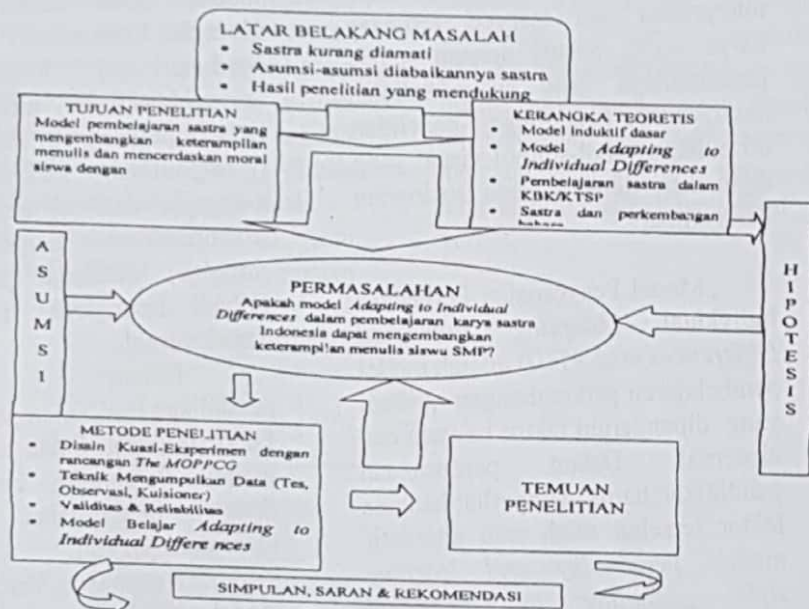 LATAR BELAKANG MASALAH
• Sastra kurang diamati
• Asumsi-asumsi diabaikannya sastra
• Hasil penelitian yang mendukung
TUJUAN PENELITIAN
Model pembelajaran sastra yang
mengembangkan keterampilan
menulis dan mencerdaskan moral
siswa dengan
KERANGKA TEORETIS
• Model induktif dasar
• Model Adapting to
Individual Differences
• Pembelajaran sastra dalam
KBK/KTSP
• Sastra dan perkembangan
A
S
U
M
S
I
PERMASALAHAN
Apakah model Adapting to Individual
Differences dalam pembelajaran karya sastra
Indonesia dapat mengembangkan
keterampilan menulis siswa SMP?
H
I
P
O
T
E
S
I
S
METODE PENELITIAN
• Disain Kuasi-Eksperimen dengan
rancangan The MOPPCG
• Teknik Mengumpulkan Data (Tes,
Observasi, Kuisioner)
• Validitas & Reliabilitas
• Model Belajar Adapting to
Individual Differences
TEMUAN
PENELITIAN
SIMPULAN, SARAN & REKOMENDASI